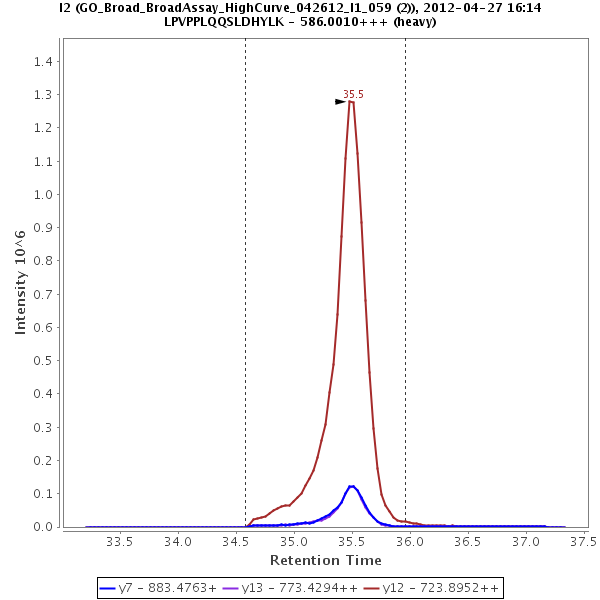 I2 (GO_Broad_BroadAssay_HighCurve_042612_I1_059 (2)), 2012-04-27 16:14
LPVPPLQQSLDHYLK - 586.0010+++ (heavy)
1.4
1.3
1.2
1.1
1.0
0.9
0.8
0.7
0.6
0.5
0.4
0.3
0.2
0.1
0.0
Intensity 10^6
35.5
33.5 34.0 34.5 35.0 35.5 36.0 36.5 37.0 37.5
Retention Time
y7 - 883.4763+ y13 - 773.4294++ y12 - 723.8952++